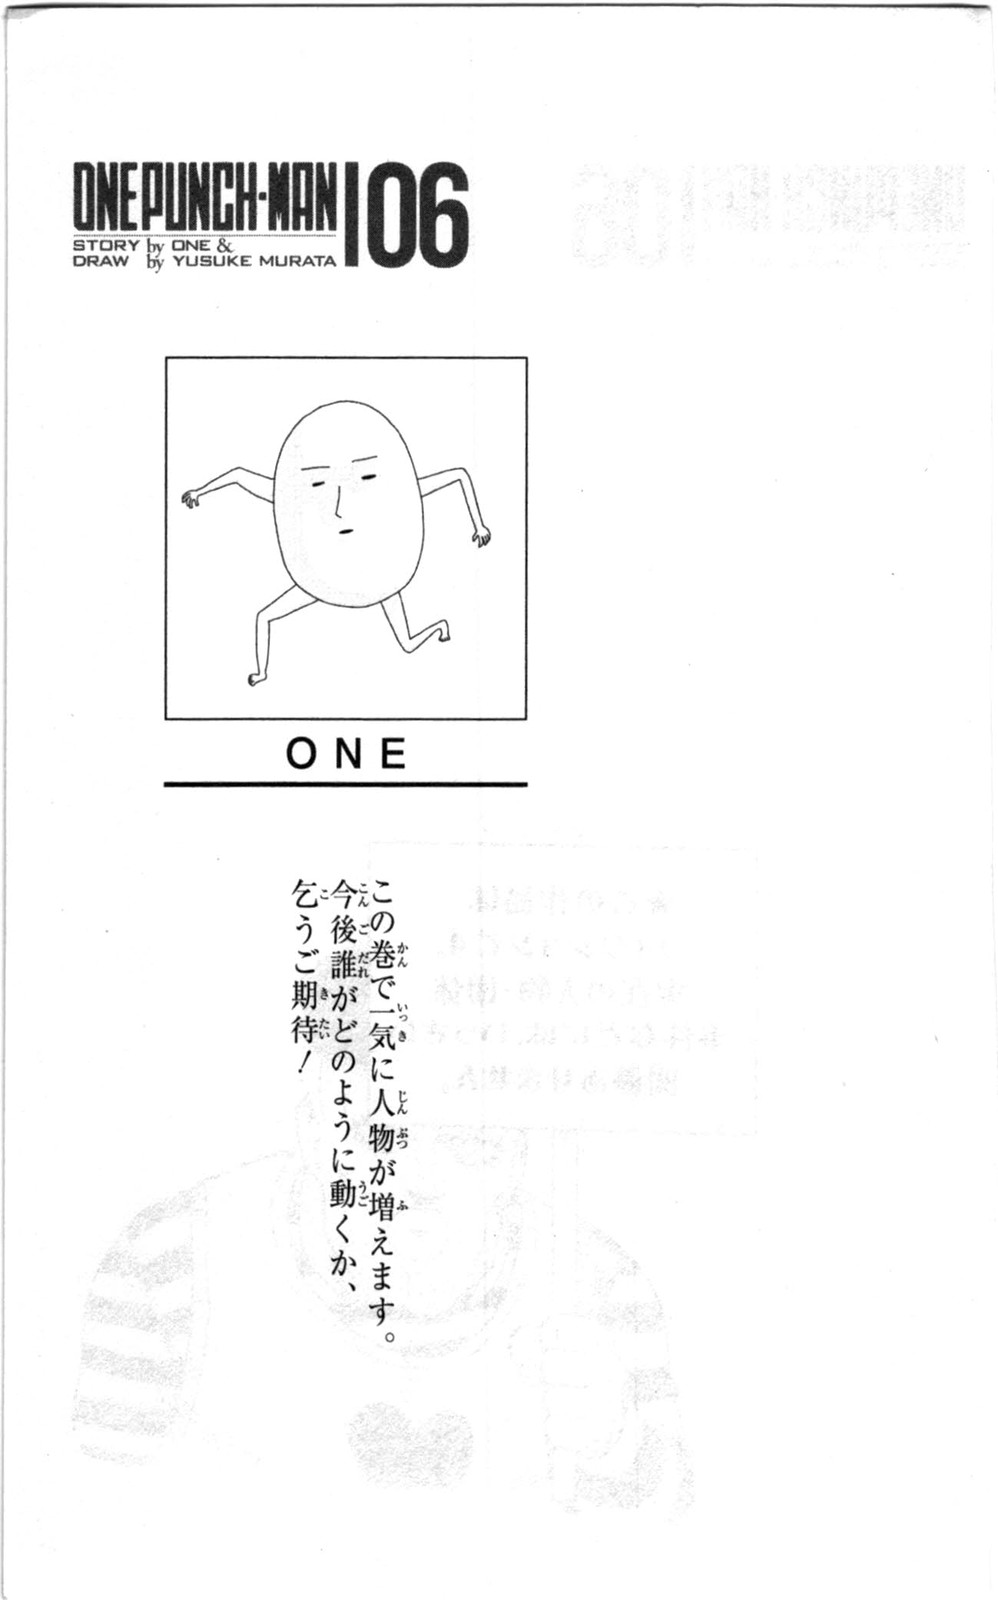 ONEPUNCH-MAN 06
STORY by ONE &
DRAW by YUSUKE MURATA
ONE
この巻で一気に人物が増えます。
今後誰がどのように動くか、
乞うご期待！